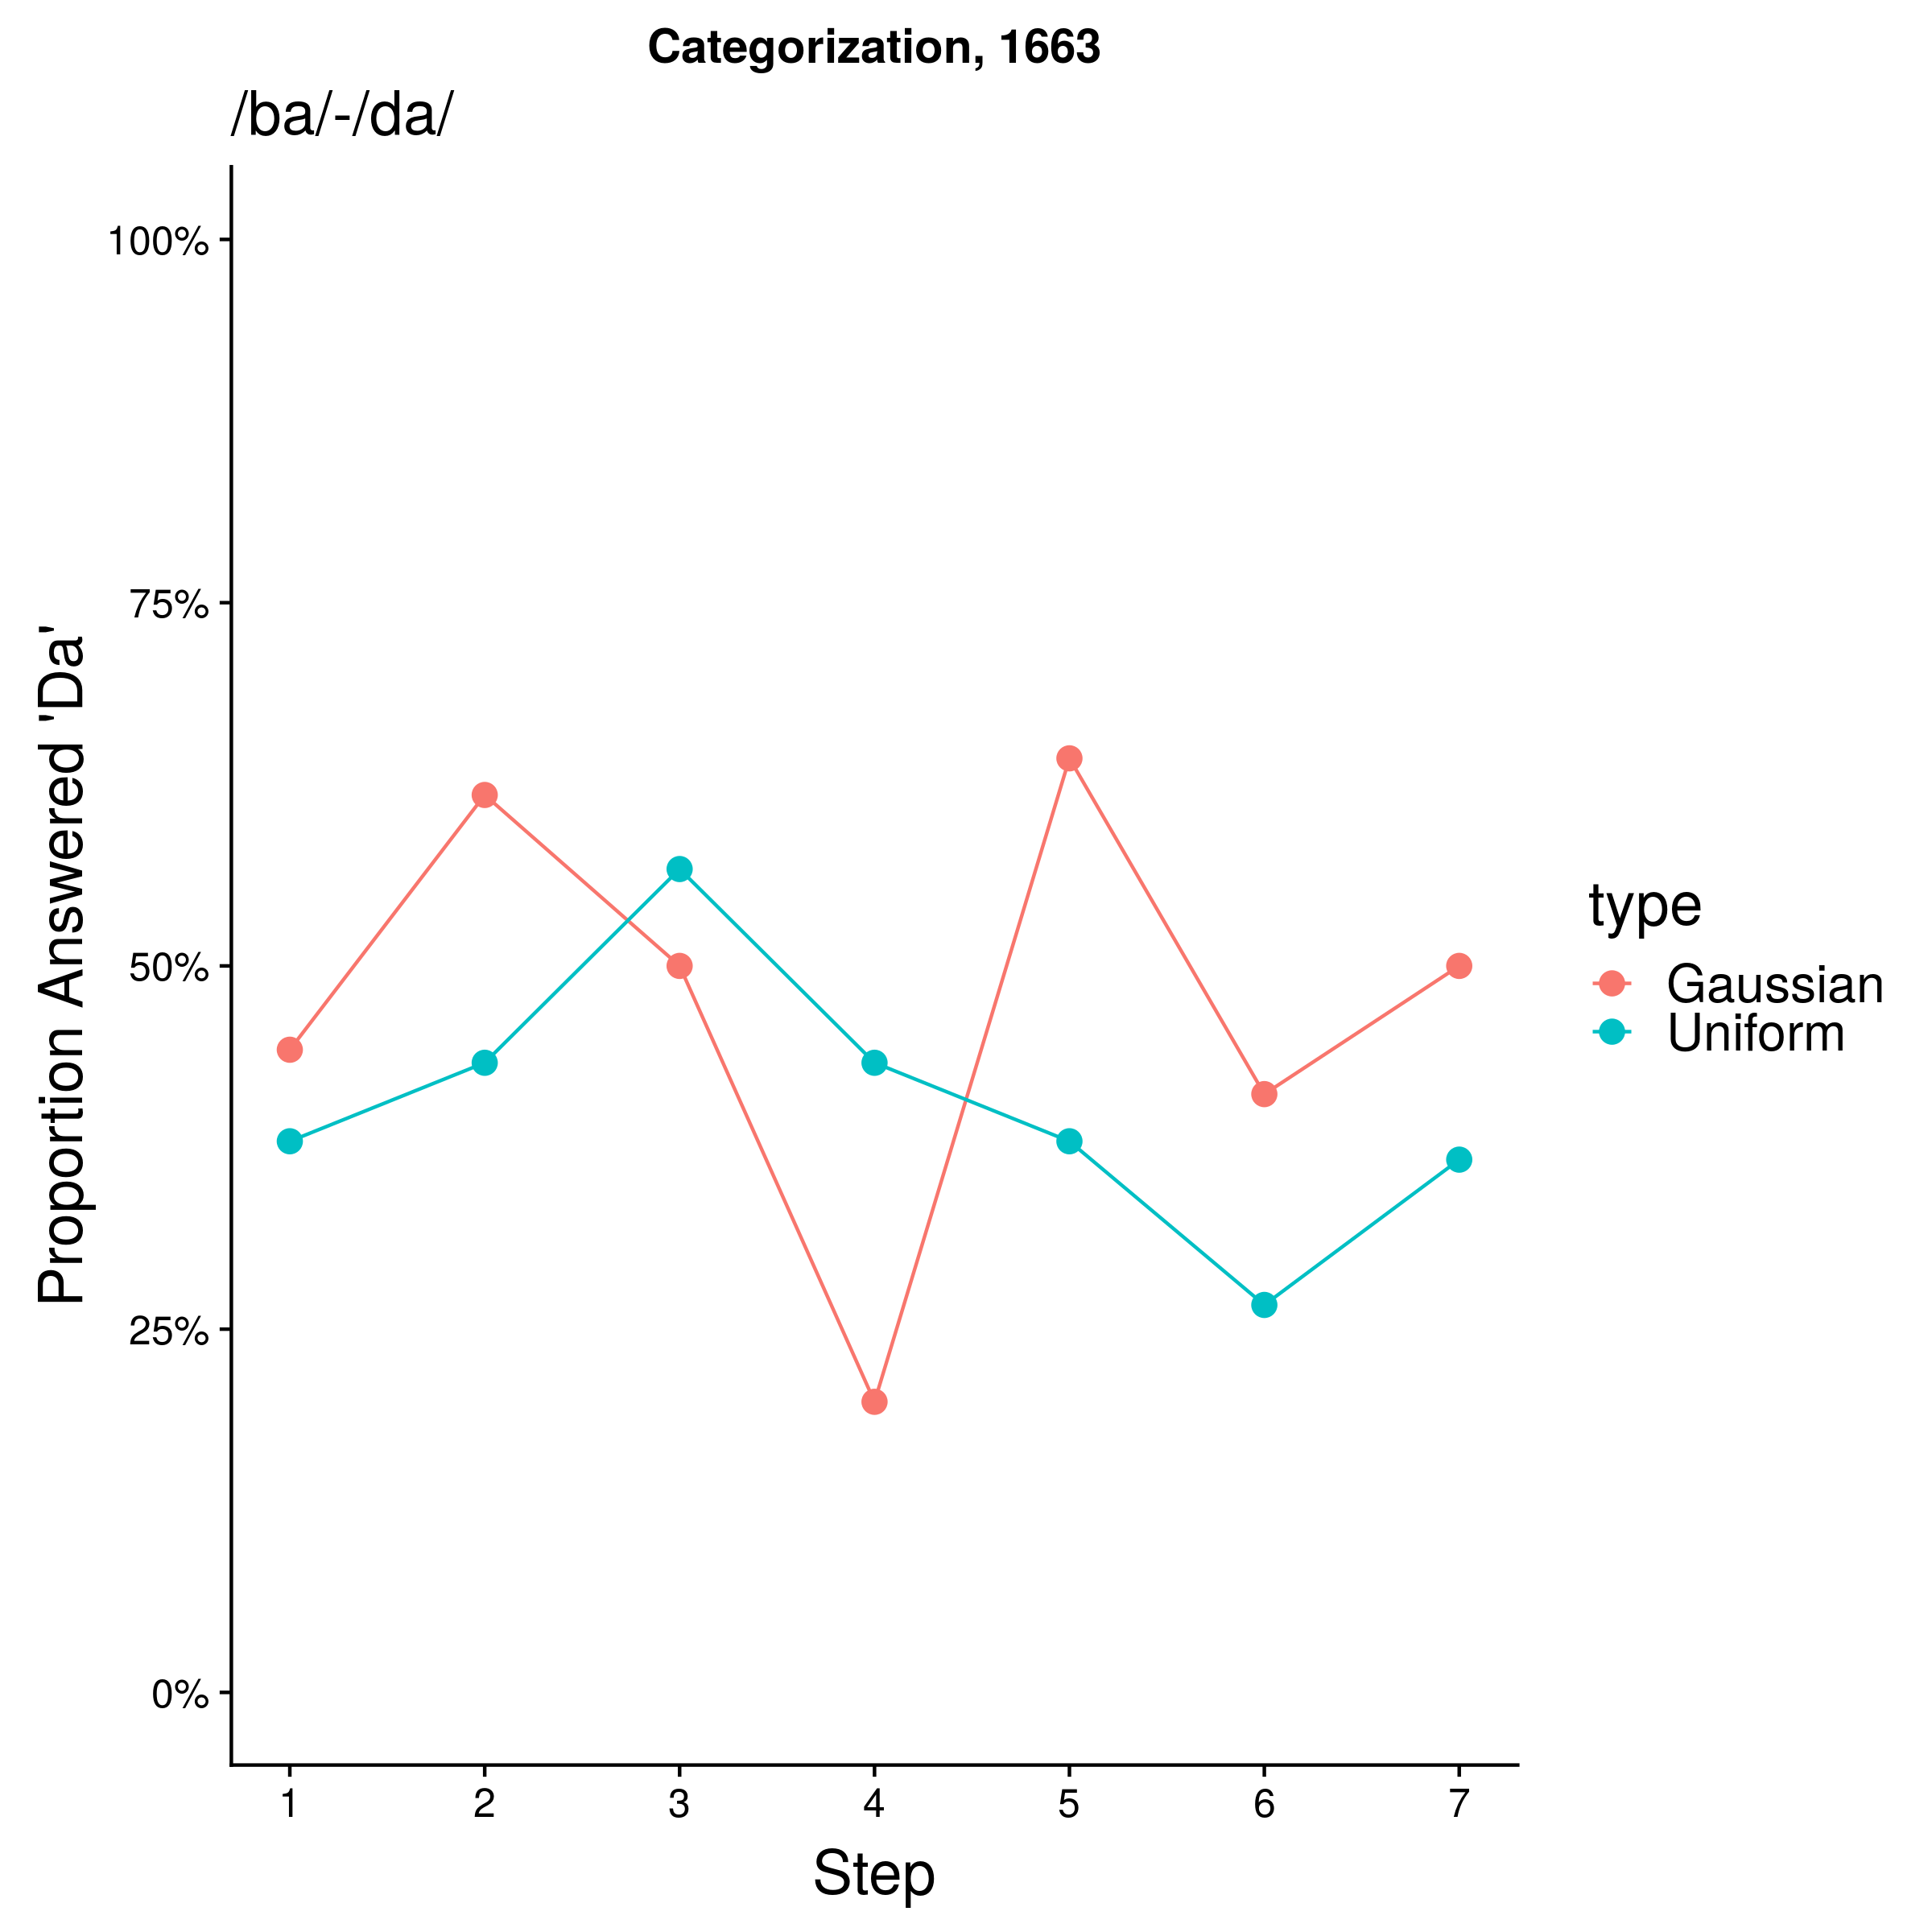 Categorization, 1663
/ba/-/da/
Proportion Answered 'Da'
100%
75%
50%
25%
0%
1 2 3 4 5 6 7
Step
type
Gaussian
Uniform